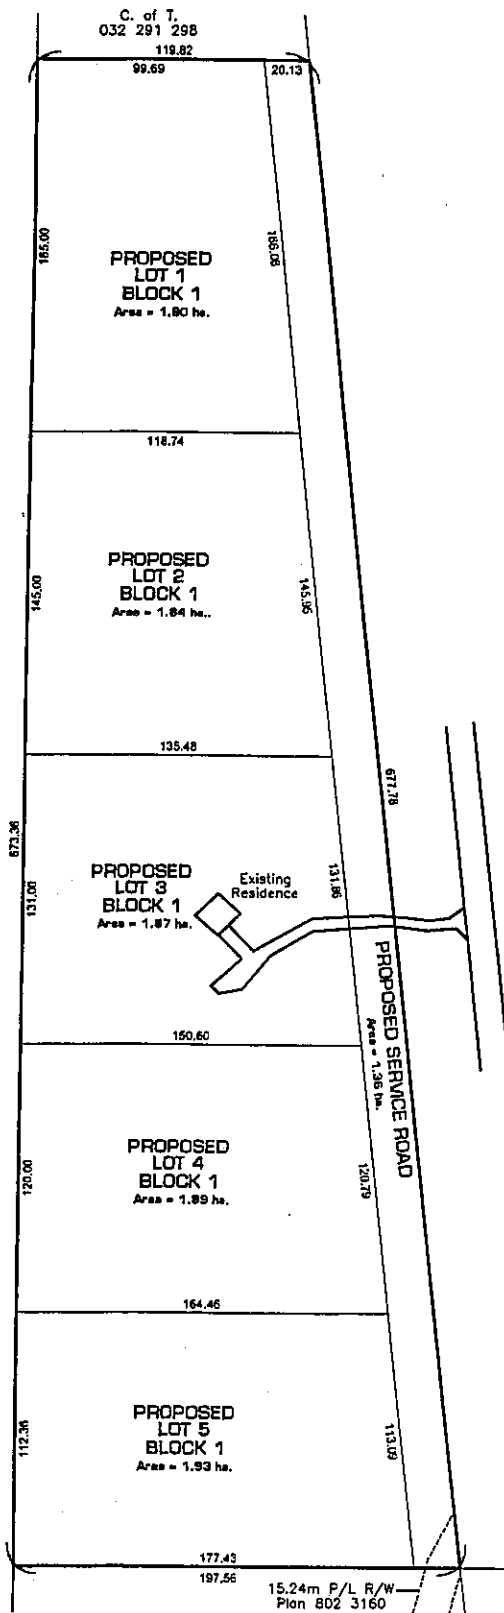 C. of T.
032 291 298
119.82
99.69
20.13
165.00
166.08
PROPOSED
LOT 1
BLOCK 1
Area = 1.80 ha.
118.74
PROPOSED
LOT 2
BLOCK 1
Area = 1.84 ha..
145.00
145.96
135.48
677.78
673.36
131.00
PROPOSED
LOT 3
BLOCK 1
Area = 1.87 ha.
Existing
Residence
131.86
PROPOSED SERVICE ROAD
Area = 1.36 ha.
150.60
120.00
PROPOSED
LOT 4
BLOCK 1
Area = 1.89 ha.
120.79
164.46
112.36
PROPOSED
LOT 5
BLOCK 1
Area = 1.93 ha.
113.09
177.43
197.56
15.24m P/L R/W
Plan 802 3160